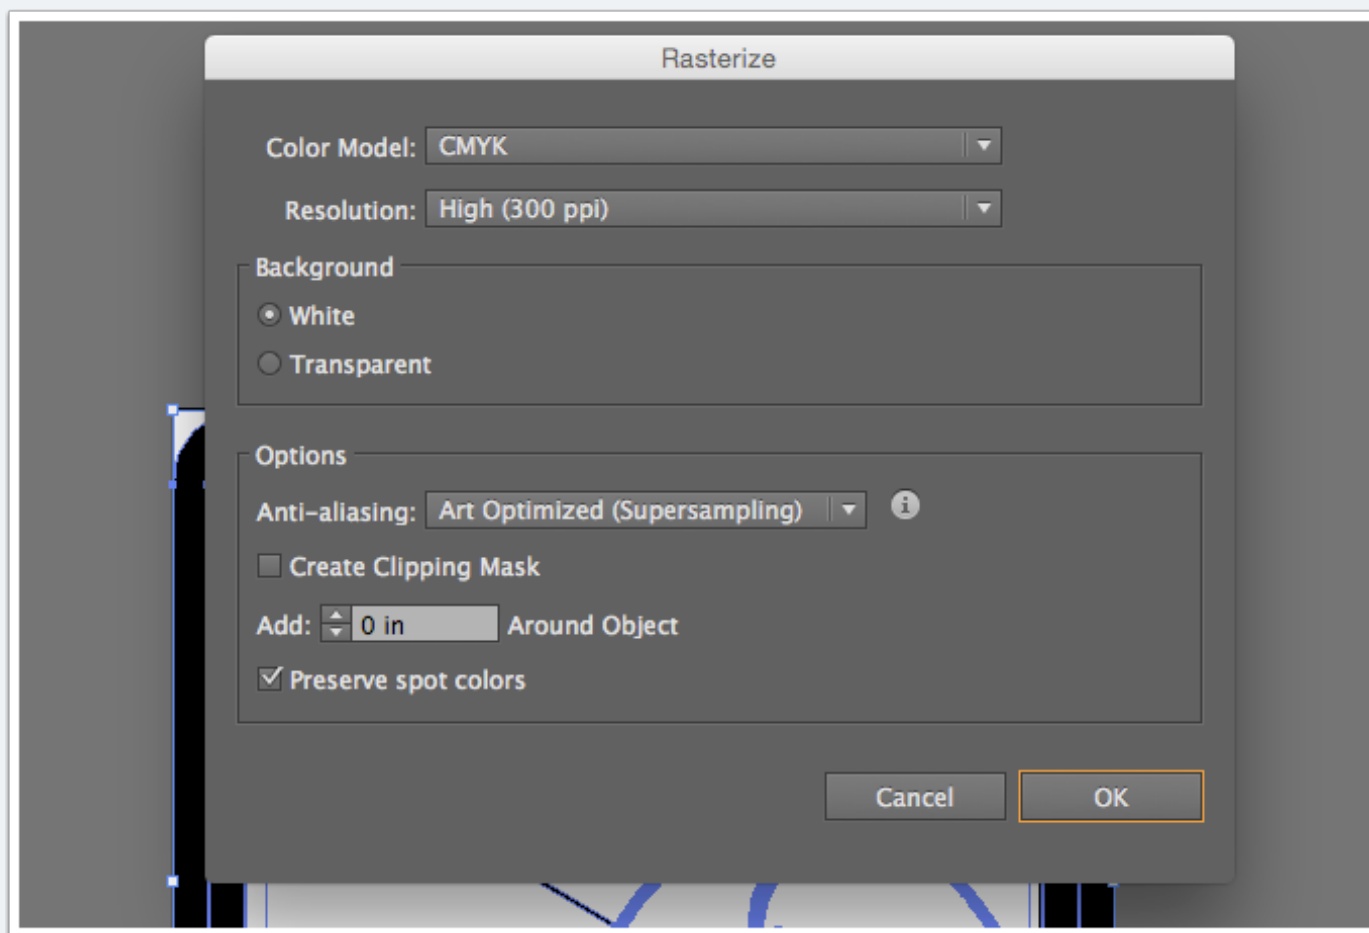 Rasterize
Color Model: CMYK
Resolution: High (300 ppi)
Background
White
Transparent
Options
Anti-aliasing: Art Optimized (Supersampling)
Create Clipping Mask
Add: 0 in Around Object
Preserve spot colors
Cancel OK